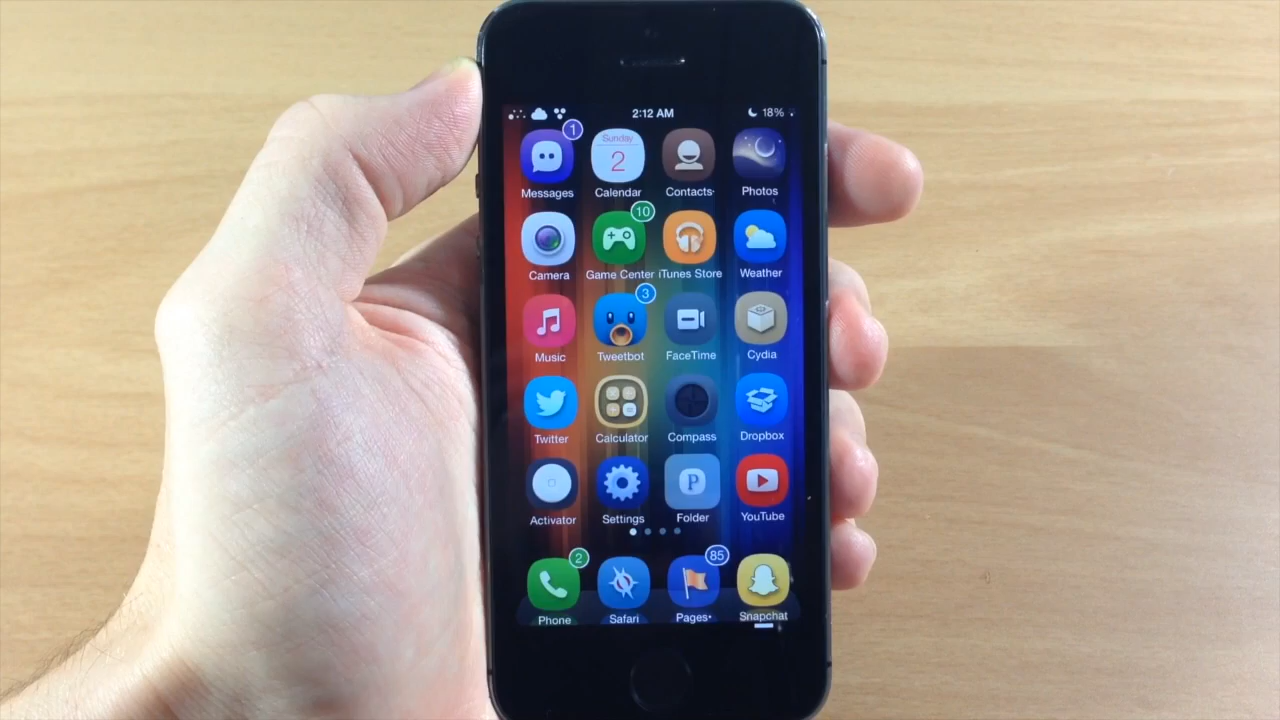 2:12 AM 18%
1
Sunday
2
Messages Calendar Contacts Photos
10
Camera Game Center iTunes Store Weather
3
Music Tweetbot FaceTime Cydia
Twitter Calculator Compass Dropbox
P
Activator Settings Folder YouTube
2 85
Phone Safari Pages Snapchat